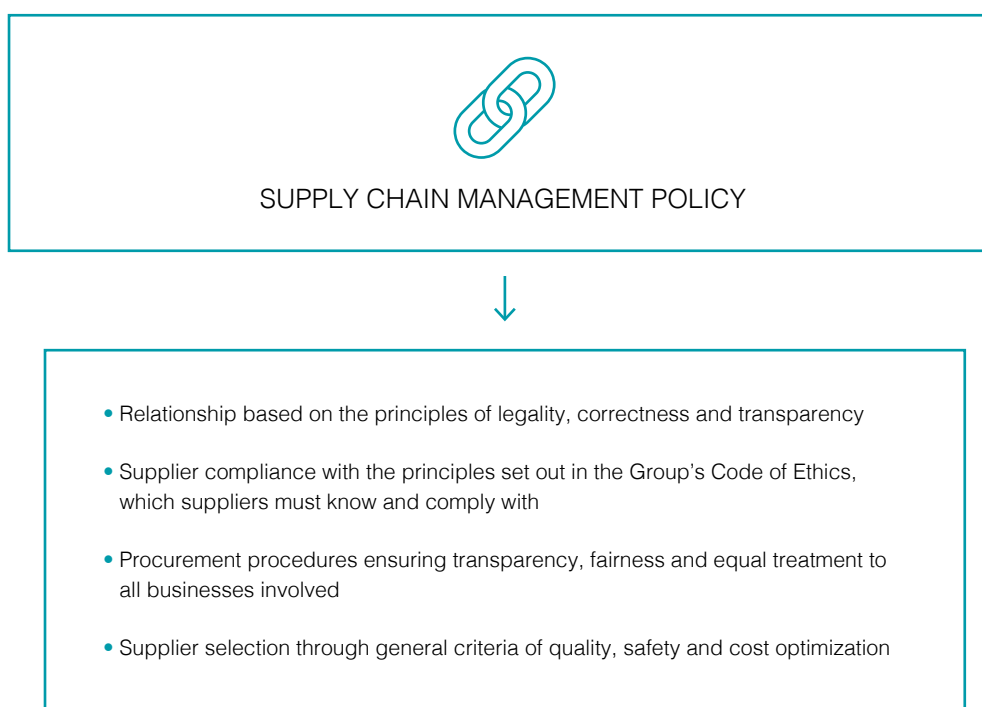 SUPPLY CHAIN MANAGEMENT POLICY
• Relationship based on the principles of legality, correctness and transparency
• Supplier compliance with the principles set out in the Group’s Code of Ethics,
which suppliers must know and comply with
• Procurement procedures ensuring transparency, fairness and equal treatment to
all businesses involved
• Supplier selection through general criteria of quality, safety and cost optimization